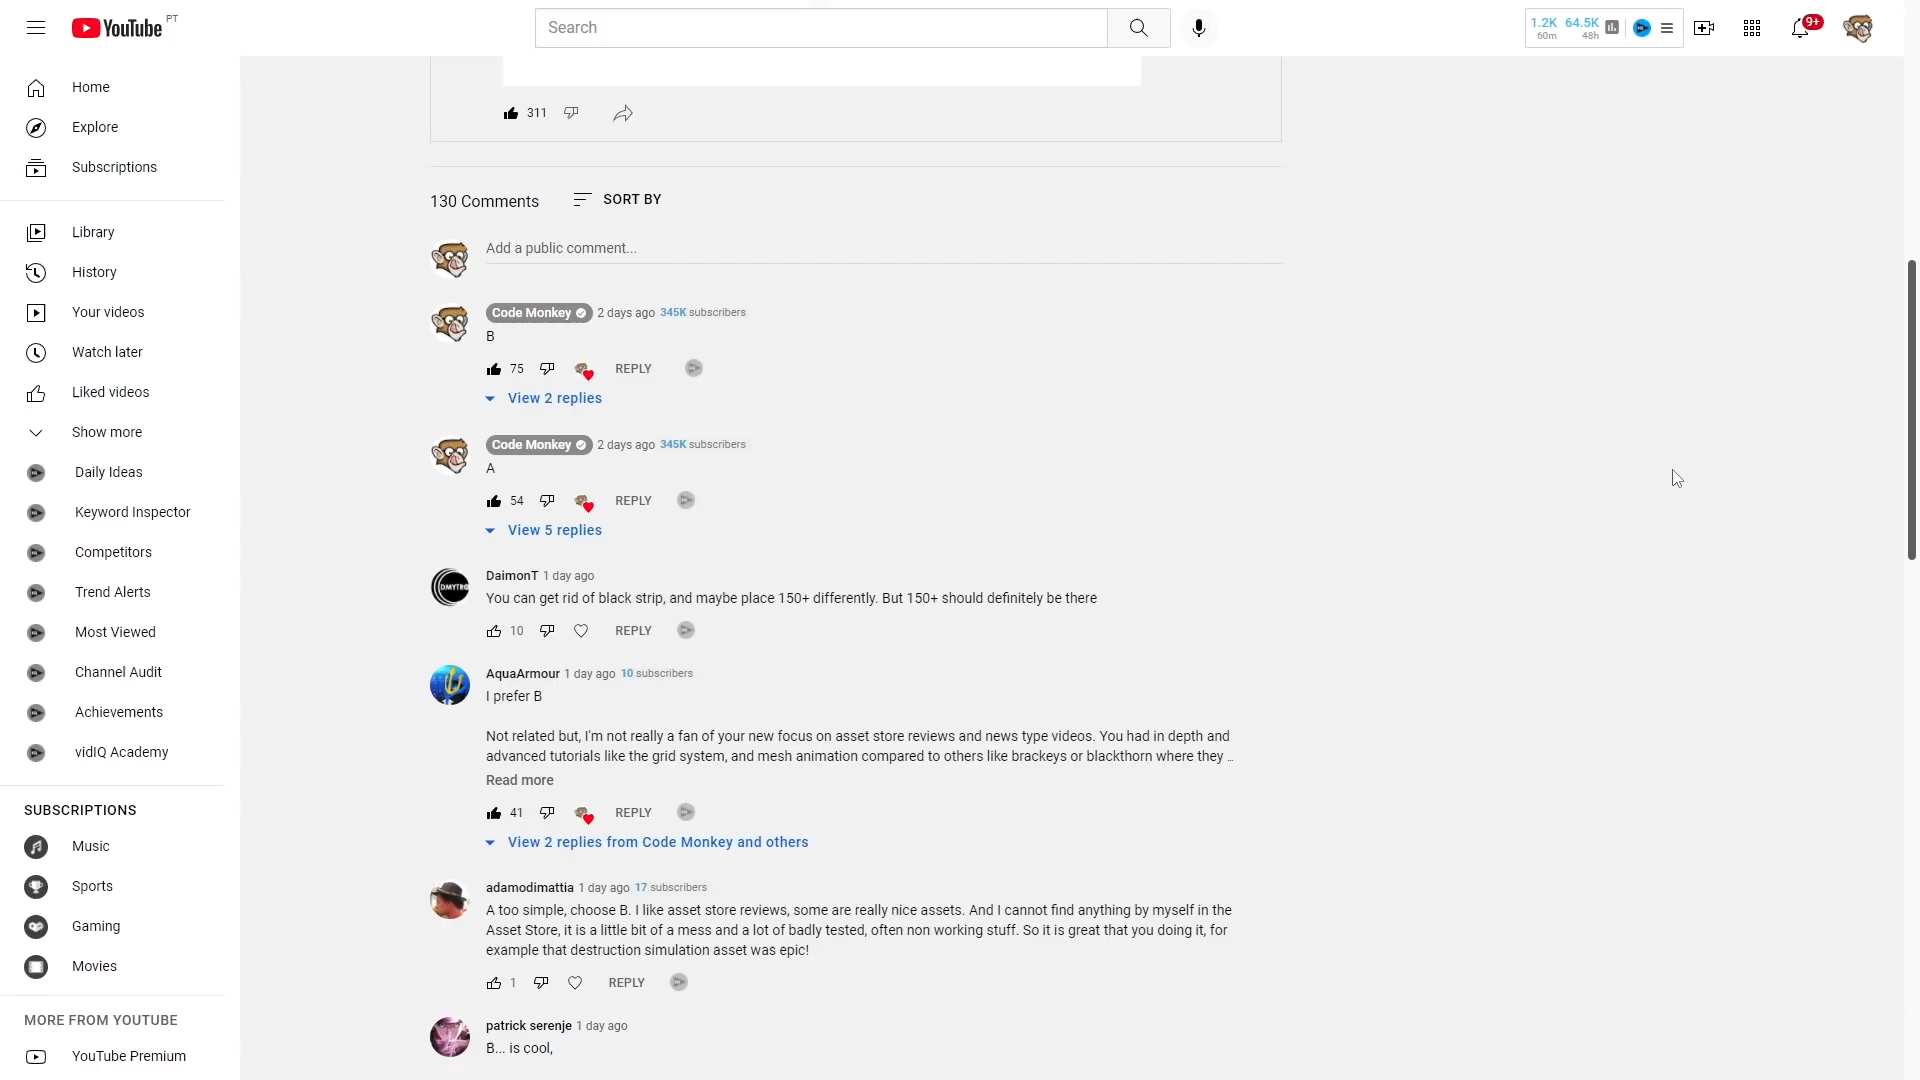 YouTube PT
Search
1.2K 64.5K
60m 48h
9+
Home
Explore
Subscriptions
Library
History
Your videos
Watch later
Liked videos
Show more
Daily Ideas
Keyword Inspector
Competitors
Trend Alerts
Most Viewed
Channel Audit
Achievements
vidIQ Academy
SUBSCRIPTIONS
Music
Sports
Gaming
Movies
MORE FROM YOUTUBE
YouTube Premium
311
130 Comments SORT BY
Add a public comment...
Code Monkey 2 days ago 345K subscribers
B
75 REPLY
View 2 replies
Code Monkey 2 days ago 345K subscribers
A
54 REPLY
View 5 replies
DaimonT 1 day ago
You can get rid of black strip, and maybe place 150+ differently. But 150+ should definitely be there
10 REPLY
AquaArmour 1 day ago 10 subscribers
I prefer B
Not related but, I'm not really a fan of your new focus on asset store reviews and news type videos. You had in depth and
advanced tutorials like the grid system, and mesh animation compared to others like brackeys or blackthorn where they ...
Read more
41 REPLY
View 2 replies from Code Monkey and others
adamodimattia 1 day ago 17 subscribers
A too simple, choose B. I like asset store reviews, some are really nice assets. And I cannot find anything by myself in the
Asset Store, it is a little bit of a mess and a lot of badly tested, often non working stuff. So it is great that you doing it, for
example that destruction simulation asset was epic!
1 REPLY
patrick serenje 1 day ago
B... is cool,